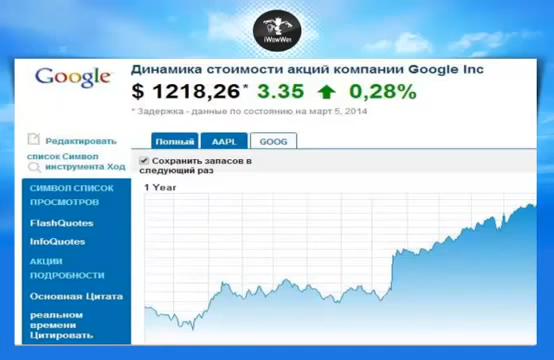 iWowWe
Google
Динамика стоимости акций компании Google Inc
$ 1218,26* 3.35 0,28%
* Задержка - данные по состоянию на март 5, 2014
Редактировать
список Символ
инструмента Ход
Полный AAPL GOOG
Сохранить запасов в
следующий раз
1 Year
СИМВОЛ СПИСОК
ПРОСМОТРОВ
FlashQuotes
InfoQuotes
АКЦИИ
ПОДРОБНОСТИ
Основная Цитата
реальном
времени
Цитировать